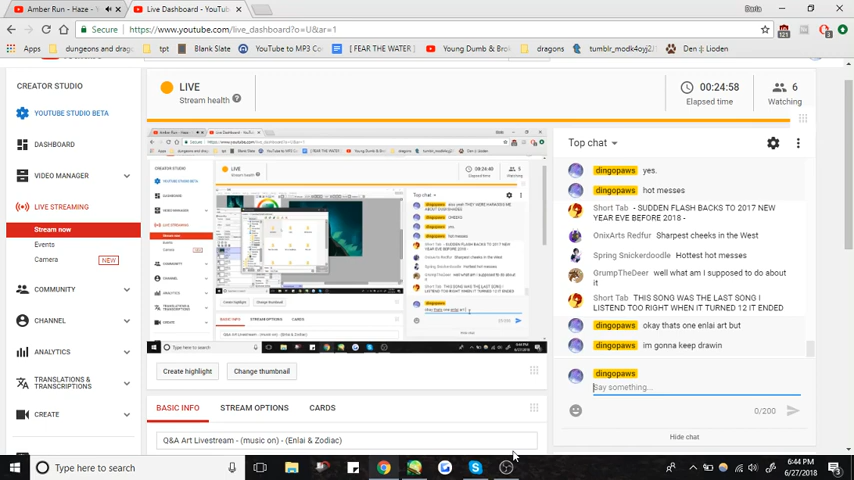 Amber Run - Haze -
Live Dashboard - YouTu
Daria
Secure
https://www.youtube.com/live_dashboard?o=U&ar=1
Apps
dungeons and drago
tpt
Blank Slate
YouTube to MP3 Co
[ FEAR THE WATER ]
Young Dumb & Brok
dragons
tumblr_modk4oyj2J
Den
Lioden
CREATOR STUDIO
YOUTUBE STUDIO BETA
DASHBOARD
VIDEO MANAGER
LIVE STREAMING
Stream now
Events
Camera
NEW
COMMUNITY
CHANNEL
ANALYTICS
TRANSLATIONS &
TRANSCRIPTIONS
CREATE
LIVE
Stream health
00:24:58
Elapsed time
6
Watching
Create highlight
Create thumbnail
BASIC INFO
STREAM OPTIONS
CARDS
Q&A Art Livestream - (music on) - (Enlai & Zodiac)
Top chat
dingopaws yes.
dingopaws hot messes
Short Tab - SUDDEN FLASH BACKS TO 2017 NEW
YEAR EVE BEFORE 2018 -
OnixArts Redfur Sharpest cheeks in the West
Spring Snickerdoodle Hottest hot messes
GrumpTheDeer well what am I supposed to do about
it
Short Tab THIS SONG WAS THE LAST SONG I
LISTEND TOO RIGHT WHEN IT TURNED 12 IT ENDED
dingopaws okay thats one enlai art but
dingopaws im gonna keep drawin
dingopaws
Say something...
0/200
Hide chat
Type here to search
6:44 PM
6/27/2018